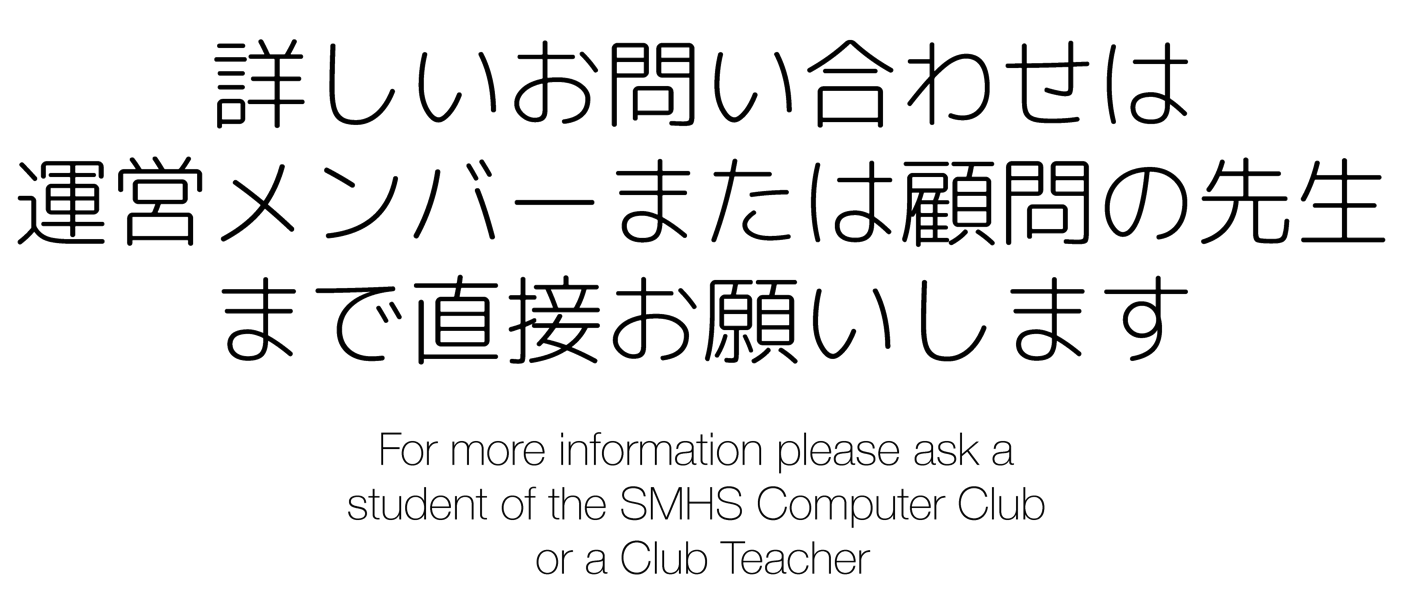 詳しいお問い合わせは
運営メンバーまたは顧問の先生
まで直接お願いします
For more information please ask a
student of the SMHS Computer Club
or a Club Teacher